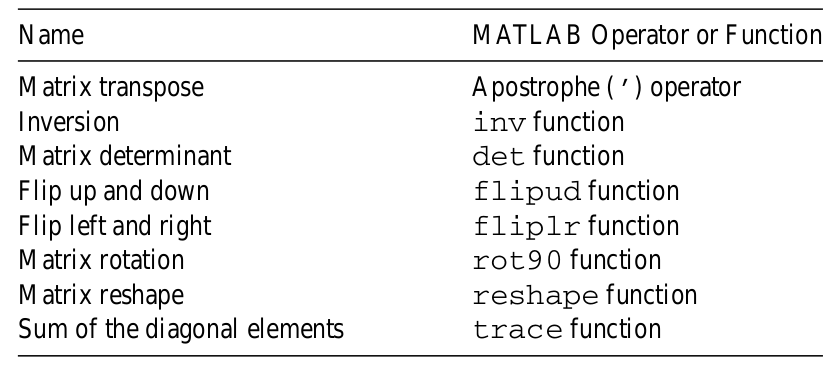 Name MATLAB Operator or Function
Matrix transpose Apostrophe (') operator
Inversion inv function
Matrix determinant det function
Flip up and down flipud function
Flip left and right fliplr function
Matrix rotation rot90 function
Matrix reshape reshape function
Sum of the diagonal elements trace function